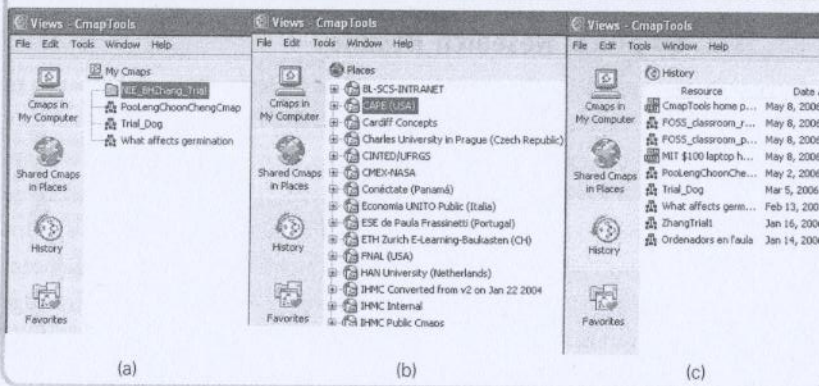 Views - CmapTools
File Edit Tools Window Help
My Cmaps
NIE_BHZhang_Trial
PooLengChoonChengCmap
Trial_Dog
What affects germination
Cmaps in
My Computer
Shared Cmaps
in Places
History
Favorites
(a)
Views - CmapTools
File Edit Tools Window Help
Places
BL-SCS-INTRANET
CAPE (USA)
Cardiff Concepts
Charles University in Prague (Czech Republic)
CINTED/UFRGS
CMEX-NASA
Conéctate (Panamá)
Economia UNITO Public (Italia)
ESE de Paula Frassinetti (Portugal)
ETH Zurich E-Learning-Baukasten (CH)
FNAL (USA)
HAN University (Netherlands)
IHMC Converted from v2 on Jan 22 2004
IHMC Internal
IHMC Public Cmaps
Cmaps in
My Computer
Shared Cmaps
in Places
History
Favorites
(b)
Views - CmapTools
File Edit Tools Window Help
History
Resource Date
CmapTools home p... May 8, 2006
FOSS_classroom_r... May 8, 2006
FOSS_classroom_p... May 8, 2006
MIT $100 laptop h... May 8, 2006
PooLengChoonChe... May 2, 2006
Trial_Dog Mar 5, 2006
What affects germ... Feb 13, 200
ZhangTrial1 Jan 16, 2006
Ordenadors en l'aula Jan 14, 2006
Cmaps in
My Computer
Shared Cmaps
in Places
History
Favorites
(c)